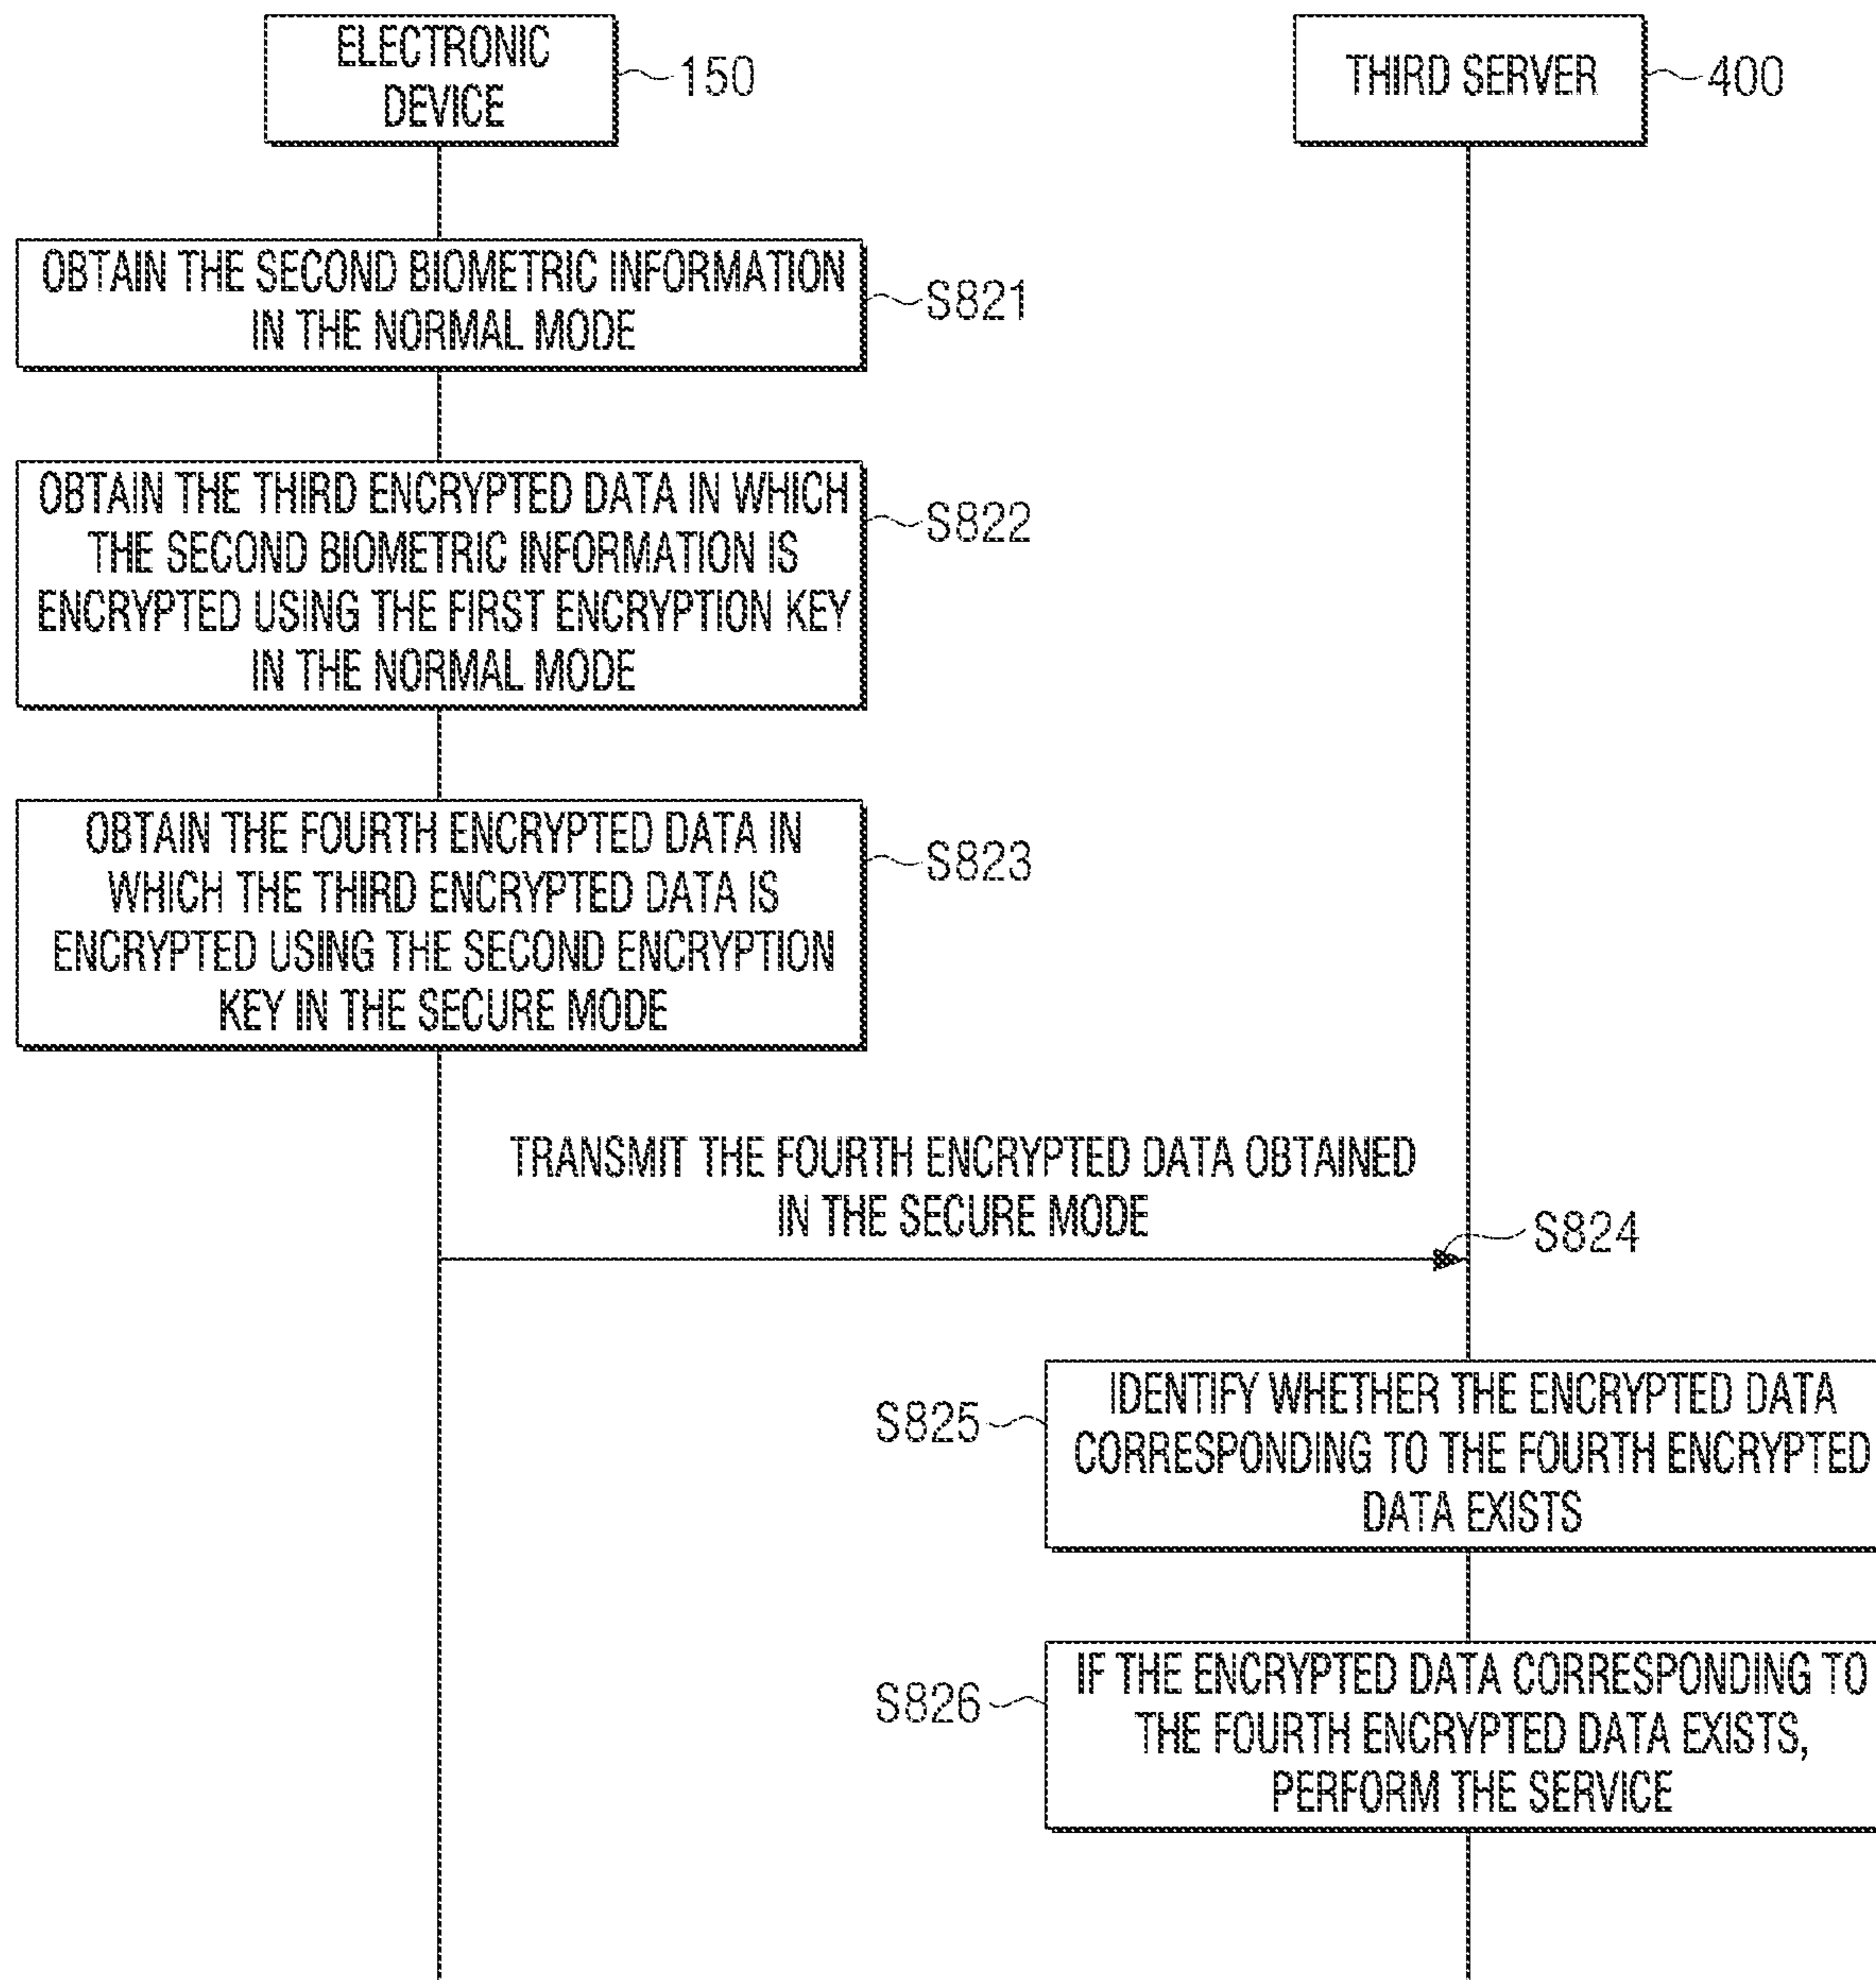 ELECTRONIC
DEVICE
150
THIRD SERVER
400
OBTAIN THE SECOND BIOMETRIC INFORMATION
IN THE NORMAL MODE
S821
OBTAIN THE THIRD ENCRYPTED DATA IN WHICH
THE SECOND BIOMETRIC INFORMATION IS
ENCRYPTED USING THE FIRST ENCRYPTION KEY
IN THE NORMAL MODE
S822
OBTAIN THE FOURTH ENCRYPTED DATA IN
WHICH THE THIRD ENCRYPTED DATA IS
ENCRYPTED USING THE SECOND ENCRYPTION
KEY IN THE SECURE MODE
S823
TRANSMIT THE FOURTH ENCRYPTED DATA OBTAINED
IN THE SECURE MODE
S824
S825
IDENTIFY WHETHER THE ENCRYPTED DATA
CORRESPONDING TO THE FOURTH ENCRYPTED
DATA EXISTS
S826
IF THE ENCRYPTED DATA CORRESPONDING TO
THE FOURTH ENCRYPTED DATA EXISTS,
PERFORM THE SERVICE